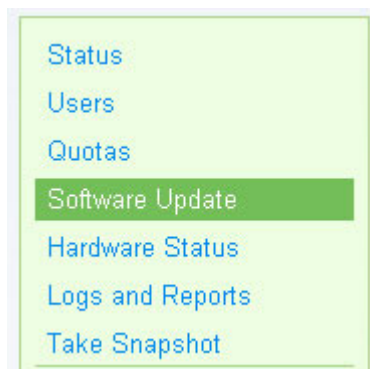 Status
Users
Quotas
Software Update
Hardware Status
Logs and Reports
Take Snapshot